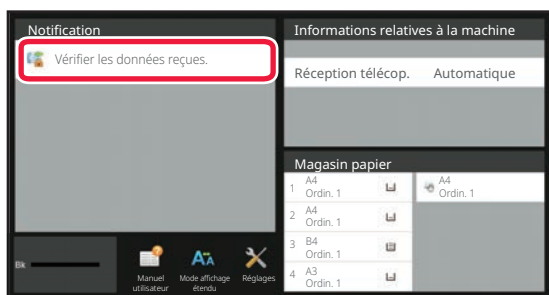 Notification
Vérifier les données reçues.
Informations relatives à la machine
Réception télécop. Automatique
Magasin papier
1 A4
Ordin. 1
2 A4
Ordin. 1
3 B4
Ordin. 1
4 A3
Ordin. 1
A4
Ordin. 1
Bk
Manuel
utilisateur
Mode affichage
étendu
Réglages